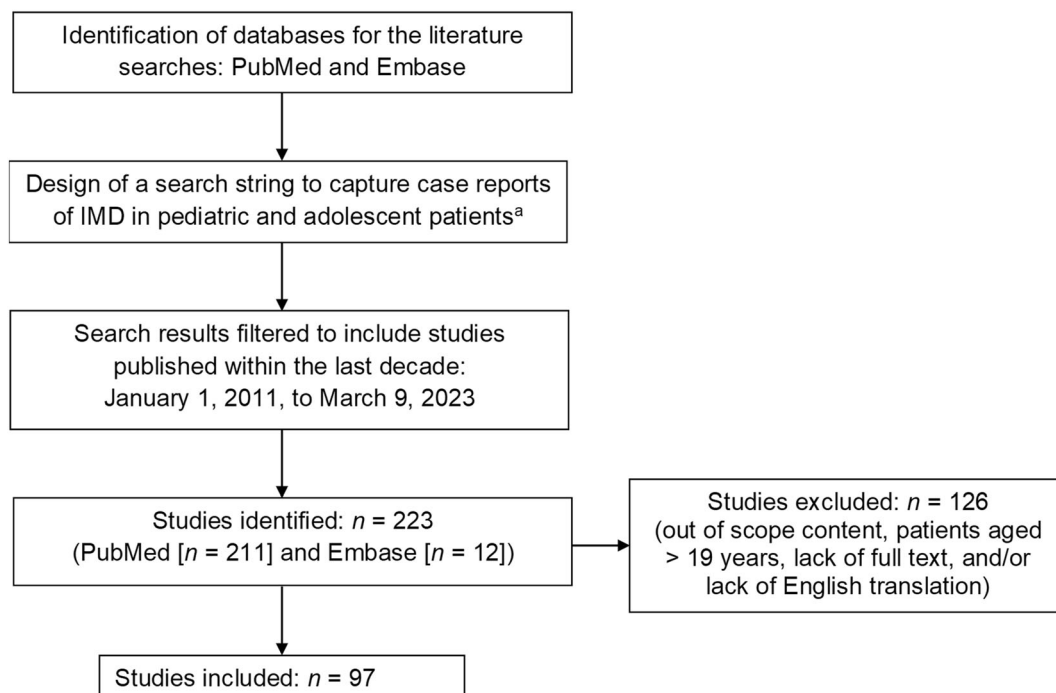 Identification of databases for the literature
searches: PubMed and Embase
Design of a search string to capture case reports
of IMD in pediatric and adolescent patientsᵃ
Search results filtered to include studies
published within the last decade:
January 1, 2011, to March 9, 2023
Studies identified: n = 223
(PubMed [n = 211] and Embase [n = 12])
Studies excluded: n = 126
(out of scope content, patients aged
> 19 years, lack of full text, and/or
lack of English translation)
Studies included: n = 97